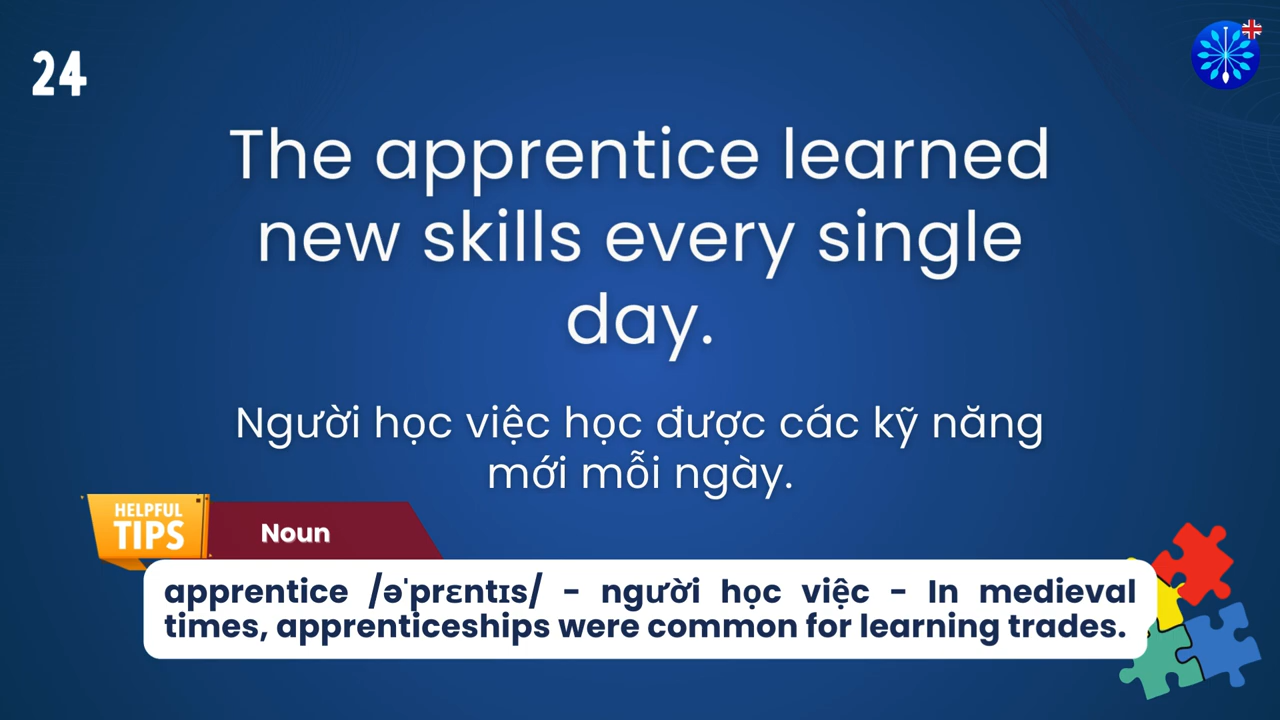 24
The apprentice learned
new skills every single
day.
Người học việc học được các kỹ năng
mới mỗi ngày.
HELPFUL
TIPS
Noun
apprentice /əˈprɛntɪs/ - người học việc - In medieval
times, apprenticeships were common for learning trades.